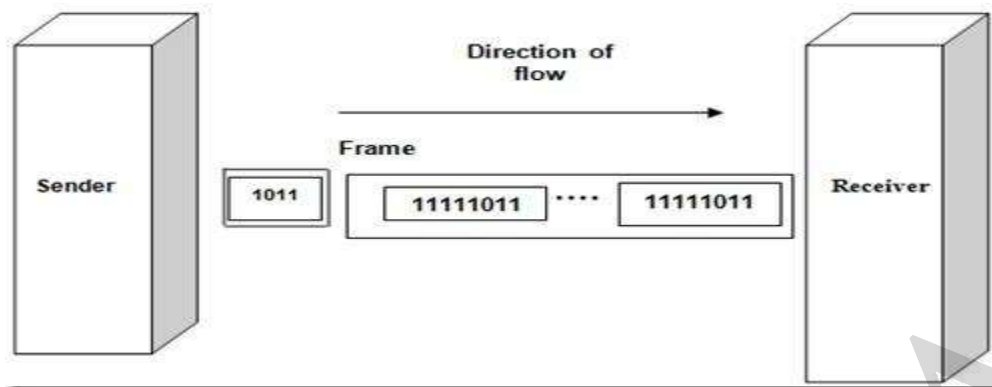 Direction of
flow
Frame
Sender
1011
11111011 .... 11111011
Receiver